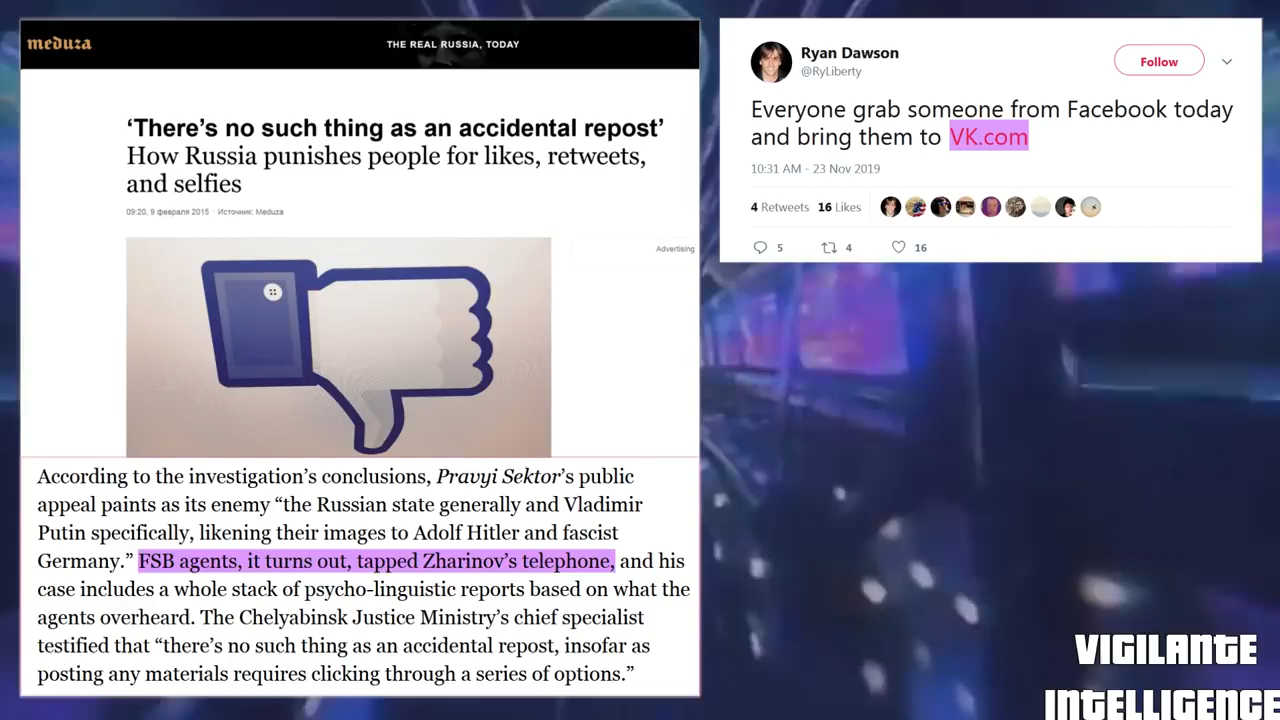 meduza
THE REAL RUSSIA, TODAY
‘There’s no such thing as an accidental repost’
How Russia punishes people for likes, retweets,
and selfies
09:20, 9 февраля 2015 · Источник: Meduza
Advertising
According to the investigation’s conclusions, Pravyi Sektor’s public
appeal paints as its enemy “the Russian state generally and Vladimir
Putin specifically, likening their images to Adolf Hitler and fascist
Germany.” FSB agents, it turns out, tapped Zharinov’s telephone, and his
case includes a whole stack of psycho-linguistic reports based on what the
agents overheard. The Chelyabinsk Justice Ministry’s chief specialist
testified that “there’s no such thing as an accidental repost, insofar as
posting any materials requires clicking through a series of options.”
Ryan Dawson
@RyLiberty
Follow
Everyone grab someone from Facebook today
and bring them to VK.com
10:31 AM - 23 Nov 2019
4 Retweets 16 Likes
5 4 16
VIGILANTE
INTELLIGENCE